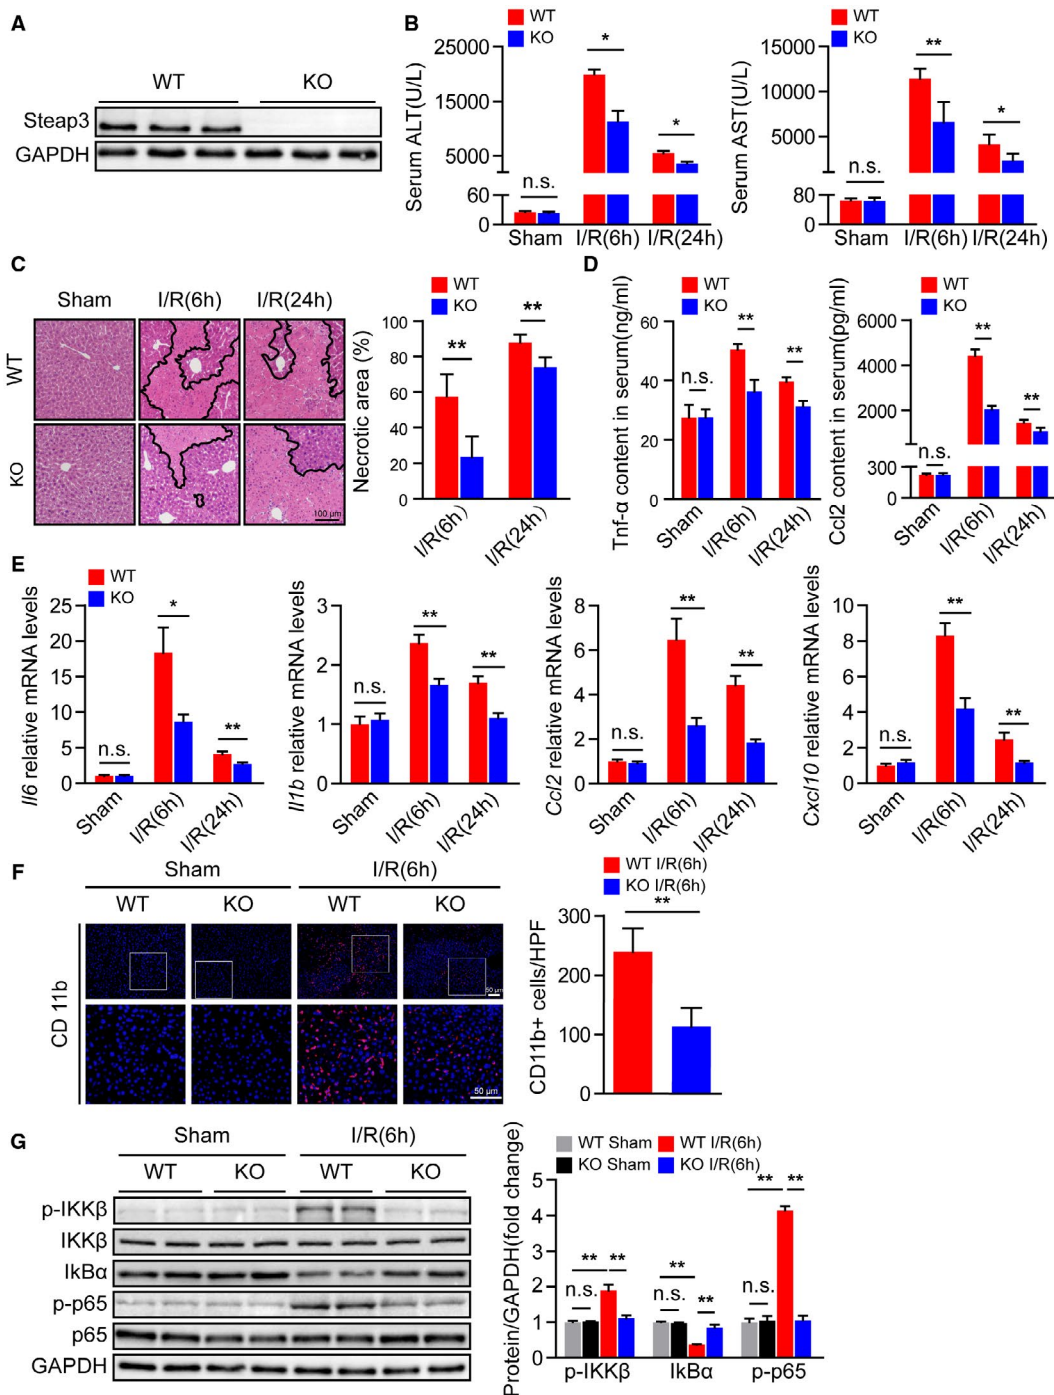 A
WT KO
Steap3
GAPDH
B
WT
KO
Serum ALT(U/L)
25000
15000
5000
60
0
n.s.
*
*
Sham I/R(6h) I/R(24h)
WT
KO
Serum AST(U/L)
15000
10000
5000
80
0
n.s.
**
*
Sham I/R(6h) I/R(24h)
C
Sham I/R(6h) I/R(24h)
WT
KO
100 μm
WT
KO
Necrotic area (%)
100
80
60
40
20
0
**
**
I/R(6h)
I/R(24h)
D
WT
KO
Tnf-α content in serum(ng/ml)
60
40
20
0
n.s.
**
**
Sham
I/R(6h)
I/R(24h)
WT
KO
Ccl2 content in serum(pg/ml)
6000
4000
2000
300
0
n.s.
**
**
Sham
I/R(6h)
I/R(24h)
E
WT
KO
Il6 relative mRNA levels
25
20
15
10
5
0
n.s.
*
**
Sham
I/R(6h)
I/R(24h)
Il1b relative mRNA levels
3
2
1
0
n.s.
**
**
Sham
I/R(6h)
I/R(24h)
Ccl2 relative mRNA levels
8
6
4
2
0
n.s.
**
**
Sham
I/R(6h)
I/R(24h)
Cxcl10 relative mRNA levels
10
8
6
4
2
0
n.s.
**
**
Sham
I/R(6h)
I/R(24h)
F
Sham I/R(6h)
WT KO WT KO
CD 11b
50 μm
50 μm
WT I/R(6h)
KO I/R(6h)
CD11b+ cells/HPF
300
200
100
0
**
G
Sham I/R(6h)
WT KO WT KO
p-IKKβ
IKKβ
IkBα
p-p65
p65
GAPDH
WT Sham WT I/R(6h)
KO Sham KO I/R(6h)
Protein/GAPDH(fold change)
5
4
3
2
1
0
n.s. ** **
n.s. ** **
n.s. ** **
p-IKKβ IkBα p-p65